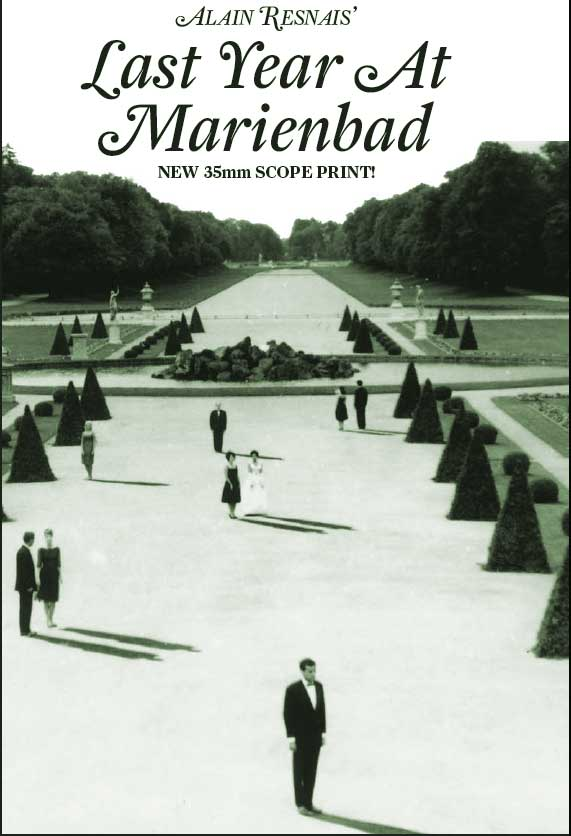 ALAIN RESNAIS'
Last Year At
Marienbad
NEW 35mm SCOPE PRINT!